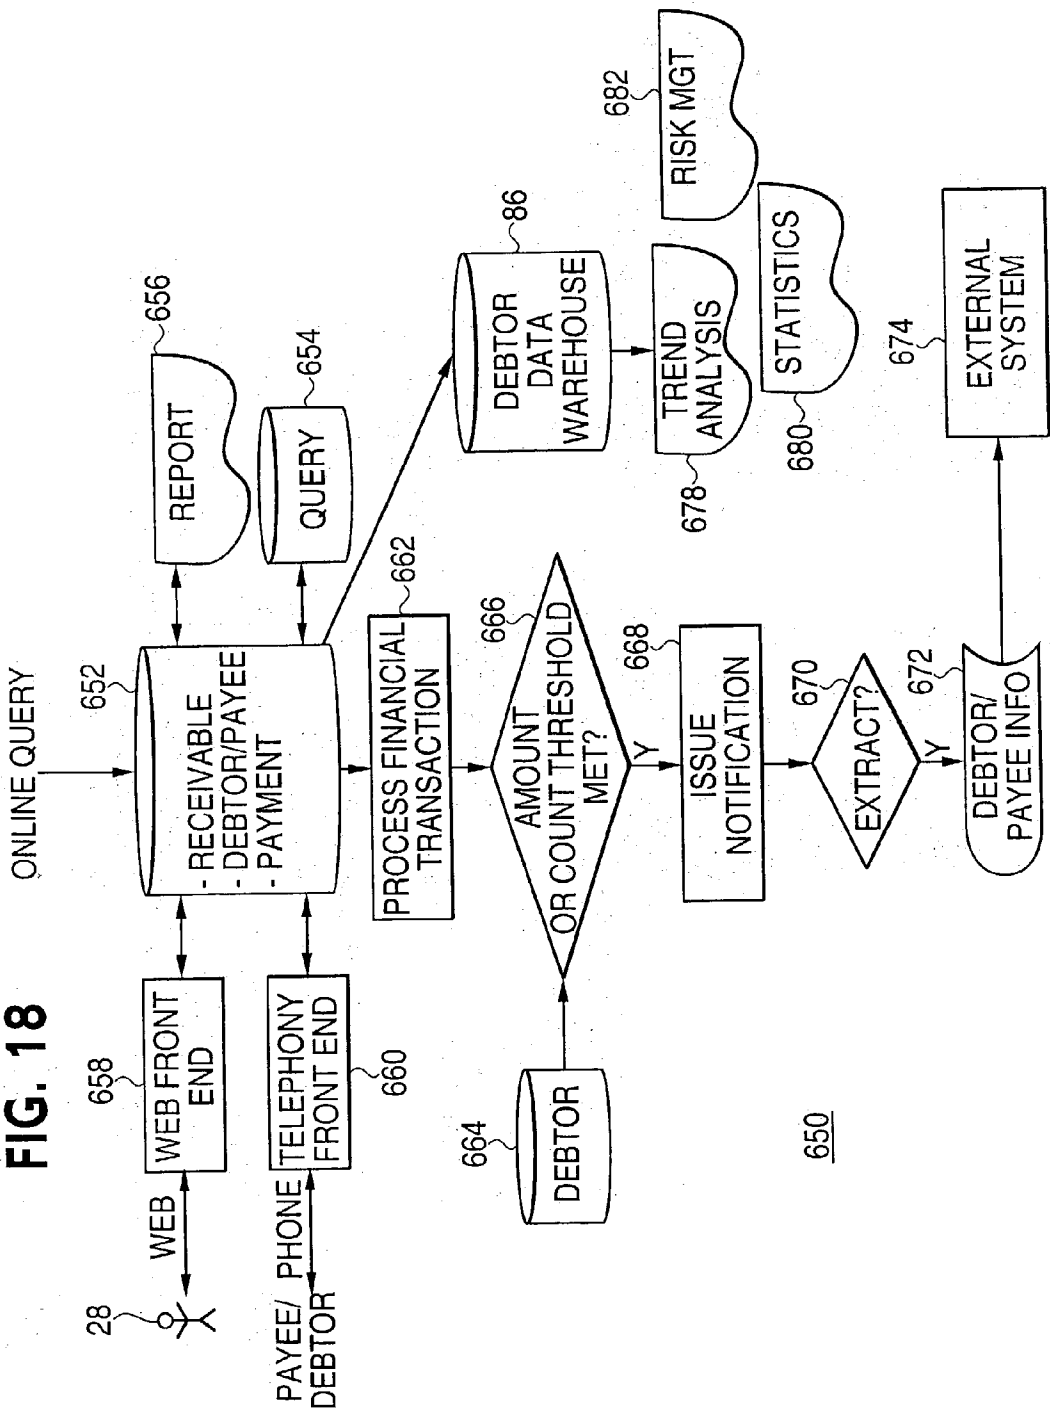 FIG. 18
ONLINE QUERY
28
WEB
658
WEB FRONT
END
652
- RECEIVABLE
- DEBTOR/PAYEE
- PAYMENT
REPORT
656
QUERY
654
PAYEE/
DEBTOR
PHONE
TELEPHONY
FRONT END
660
PROCESS FINANCIAL
TRANSACTION
662
DEBTOR
DATA
WAREHOUSE
86
664
DEBTOR
AMOUNT
OR COUNT THRESHOLD
MET?
666
Y
TREND
ANALYSIS
678
RISK MGT
682
STATISTICS
680
ISSUE
NOTIFICATION
668
EXTRACT?
670
Y
DEBTOR/
PAYEE INFO
672
EXTERNAL
SYSTEM
674
650